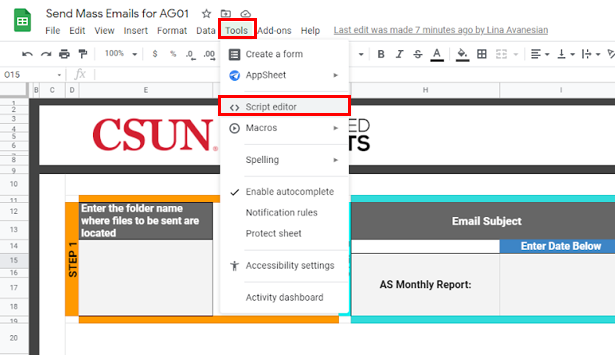 Send Mass Emails for AG01
File Edit View Insert Format Data Tools Add-ons Help Last edit was made 7 minutes ago by Lina Avanesian
100% $ % B I S A
O15 fx
Create a form
AppSheet
Script editor
Macros
Spelling
Enable autocomplete
Notification rules
Protect sheet
Accessibility settings
Activity dashboard
B C D E H I
1
2
3
4
5
6
8
9
10
11
12
13
14
15
16
17
18
19
20
CSUN
ED
TS
STEP 1
Enter the folder name
where files to be sent are
located
Email Subject
Enter Date Below
AS Monthly Report: